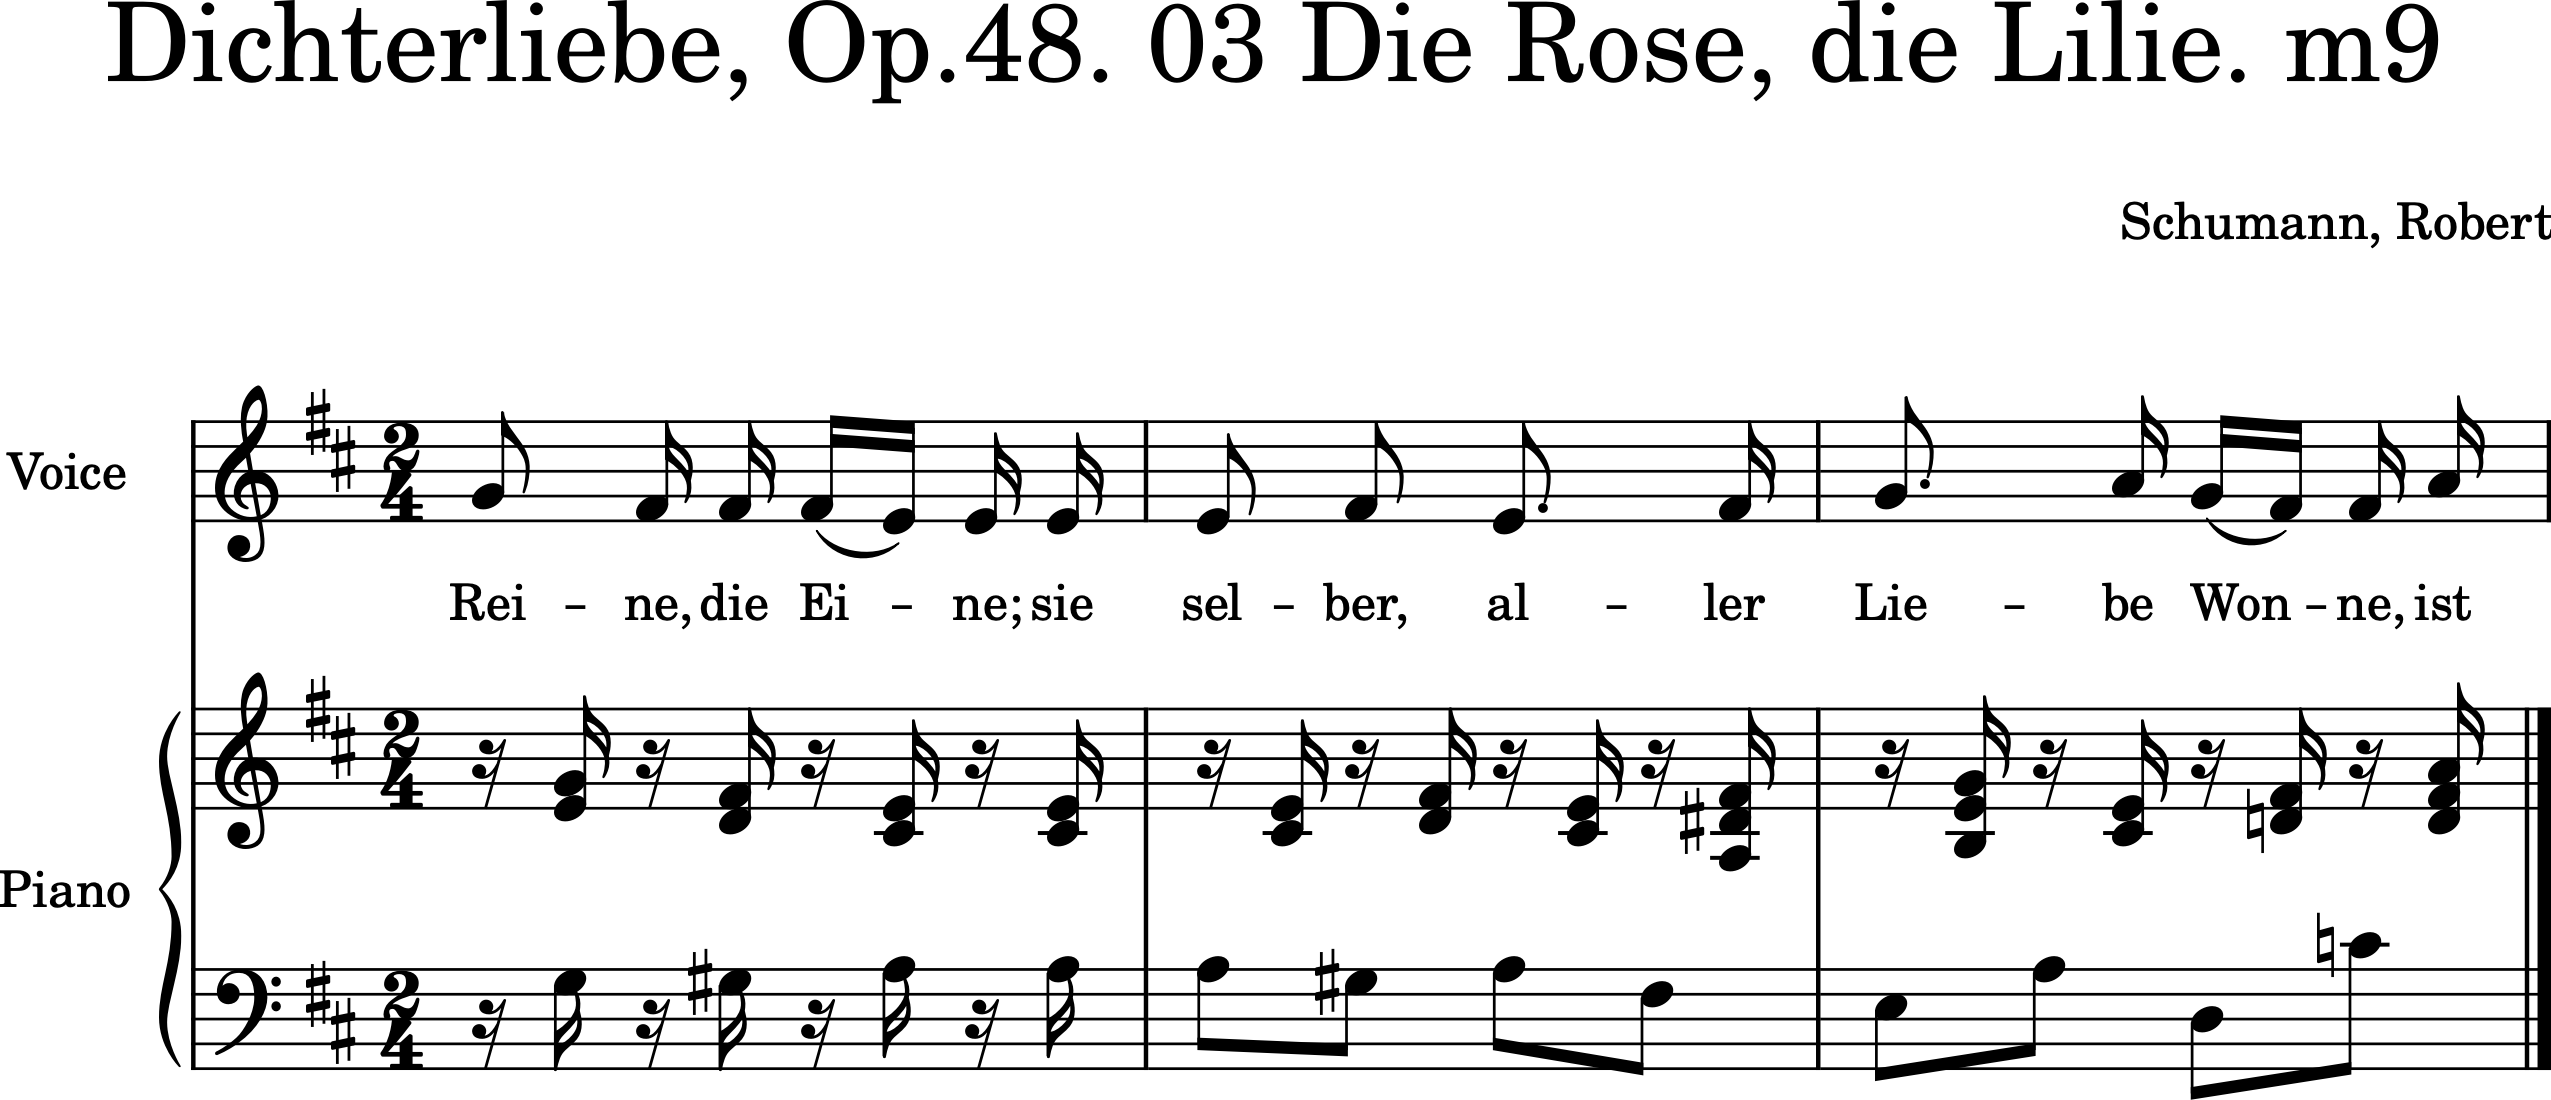 Dichterliebe, Op.48. 03 Die Rose, die Lilie. m9
Schumann, Robert
Voice
Rei – ne, die Ei – ne; sie sel – ber, al – ler Lie – be Won – ne, ist
Piano